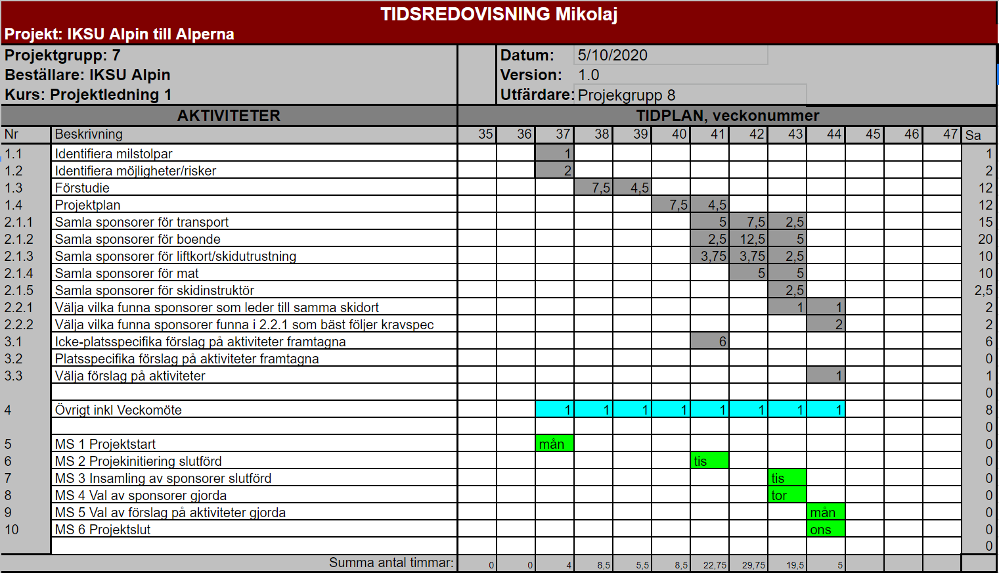 TIDSREDOVISNING Mikolaj
Projekt: IKSU Alpin till Alperna
Projektgrupp: 7 Datum: 5/10/2020
Beställare: IKSU Alpin Version: 1.0
Kurs: Projektledning 1 Utfärdare: Projekgrupp 8
AKTIVITETER TIDPLAN, veckonummer
Nr Beskrivning 35 36 37 38 39 40 41 42 43 44 45 46 47 Sa
1.1 Identifiera milstolpar 1 1
1.2 Identifiera möjligheter/risker 2 2
1.3 Förstudie 7,5 4,5 12
1.4 Projektplan 7,5 4,5 12
2.1.1 Samla sponsorer för transport 5 7,5 2,5 15
2.1.2 Samla sponsorer för boende 2,5 12,5 5 20
2.1.3 Samla sponsorer för liftkort/skidutrustning 3,75 3,75 2,5 10
2.1.4 Samla sponsorer för mat 5 5 10
2.1.5 Samla sponsorer för skidinstruktör 2,5 2,5
2.2.1 Välja vilka funna sponsorer som leder till samma skidort 1 1 2
2.2.2 Välja vilka funna sponsorer funna i 2.2.1 som bäst följer kravspec 2 2
3.1 Icke-platsspecifika förslag på aktiviteter framtagna 6 6
3.2 Platsspecifika förslag på aktiviteter framtagna 0
3.3 Välja förslag på aktiviteter 1 1
0
4 Övrigt inkl Veckomöte 1 1 1 1 1 1 1 1 8
0
5 MS 1 Projektstart mån 0
6 MS 2 Projekinitiering slutförd tis 0
7 MS 3 Insamling av sponsorer slutförd tis 0
8 MS 4 Val av sponsorer gjorda tor 0
9 MS 5 Val av förslag på aktiviteter gjorda mån 0
10 MS 6 Projektslut ons 0
0
Summa antal timmar: 0 0 4 8,5 5,5 8,5 22,75 29,75 19,5 5